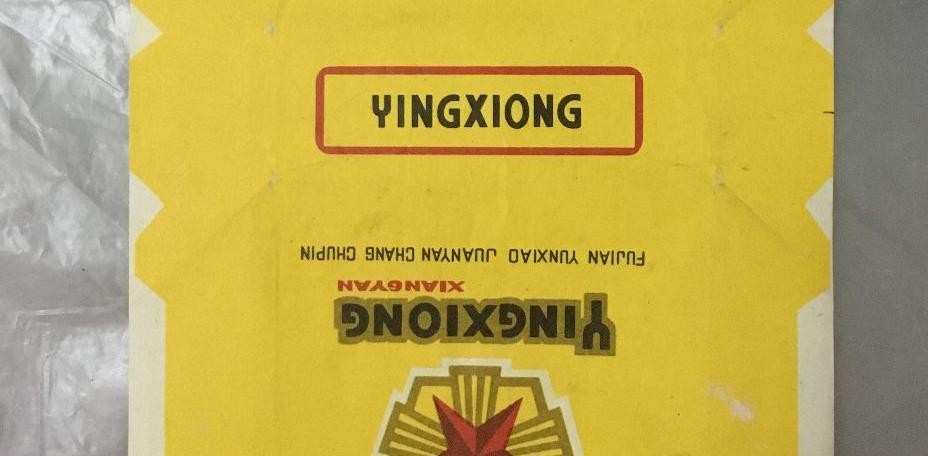 YINGXIONG
FUJIAN YUNXIAO JUANYAN CHANG CHUPIN
XIANGYAN
YINGXIONG